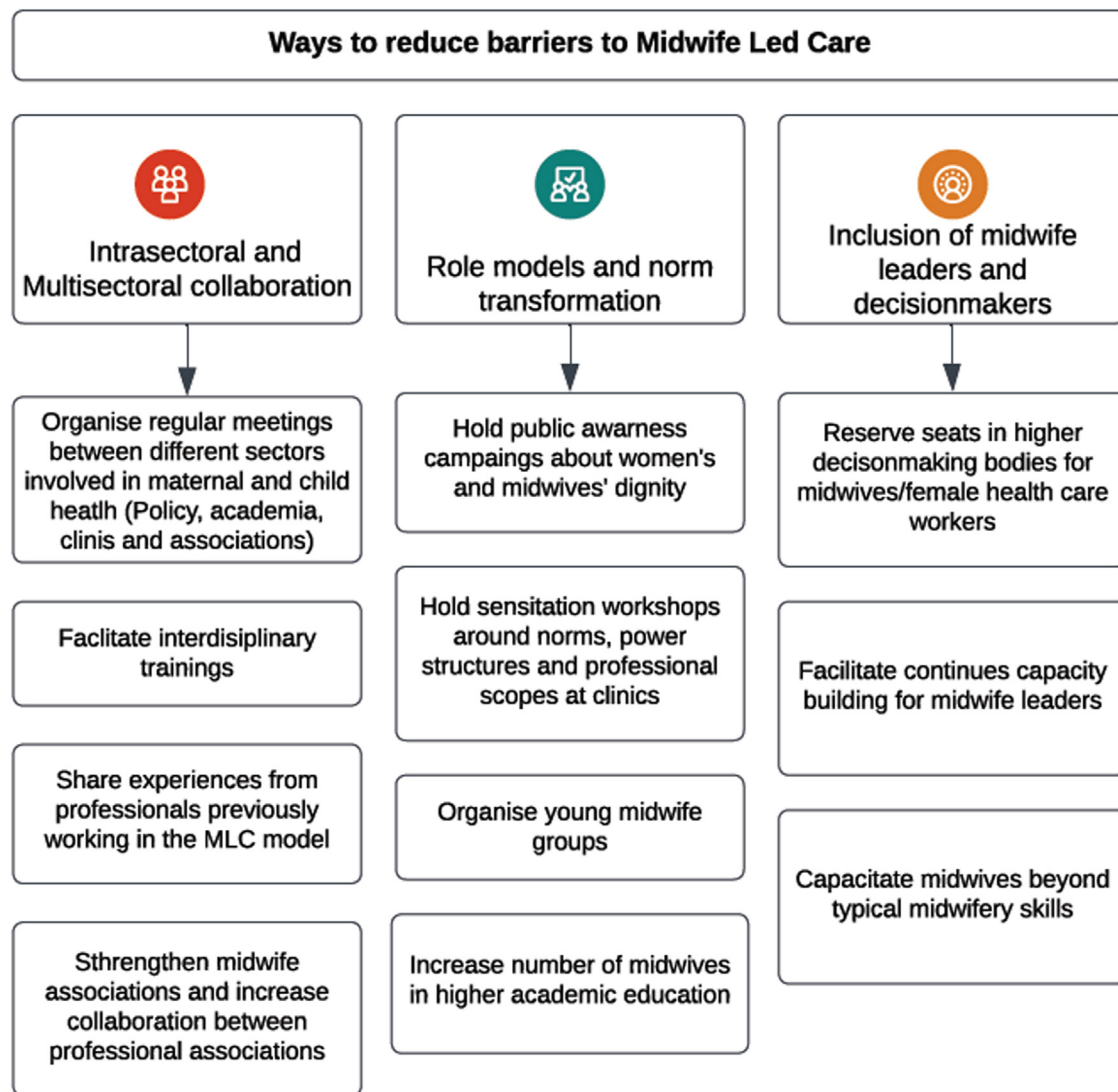 Ways to reduce barriers to Midwife Led Care
Intrasectoral and
Multisectoral collaboration
Organise regular meetings
between different sectors
involved in maternal and child
heatlh (Policy, academia,
clinis and associations)
Faclitate interdisiplinary
trainings
Share experiences from
professionals previously
working in the MLC model
Sthrengthen midwife
associations and increase
collaboration between
professional associations
Role models and norm
transformation
Hold public awarness
campaings about women's
and midwives' dignity
Hold sensitation workshops
around norms, power
structures and professional
scopes at clinics
Organise young midwife
groups
Increase number of midwives
in higher academic education
Inclusion of midwife
leaders and
decisionmakers
Reserve seats in higher
decisonmaking bodies for
midwives/female health care
workers
Facilitate continues capacity
building for midwife leaders
Capacitate midwives beyond
typical midwifery skills